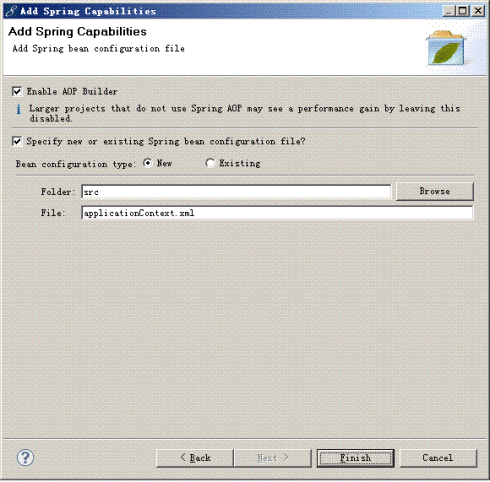 Add Spring Capabilities
Add Spring Capabilities
Add Spring bean configuration file
Enable AOP Builder
Larger projects that do not use Spring AOP may see a performance gain by leaving this
disabled.
Specify new or existing Spring bean configuration file?
Bean configuration type: New Existing
Folder: src Browse
File: applicationContext.xml
? < Back Next > Finish Cancel